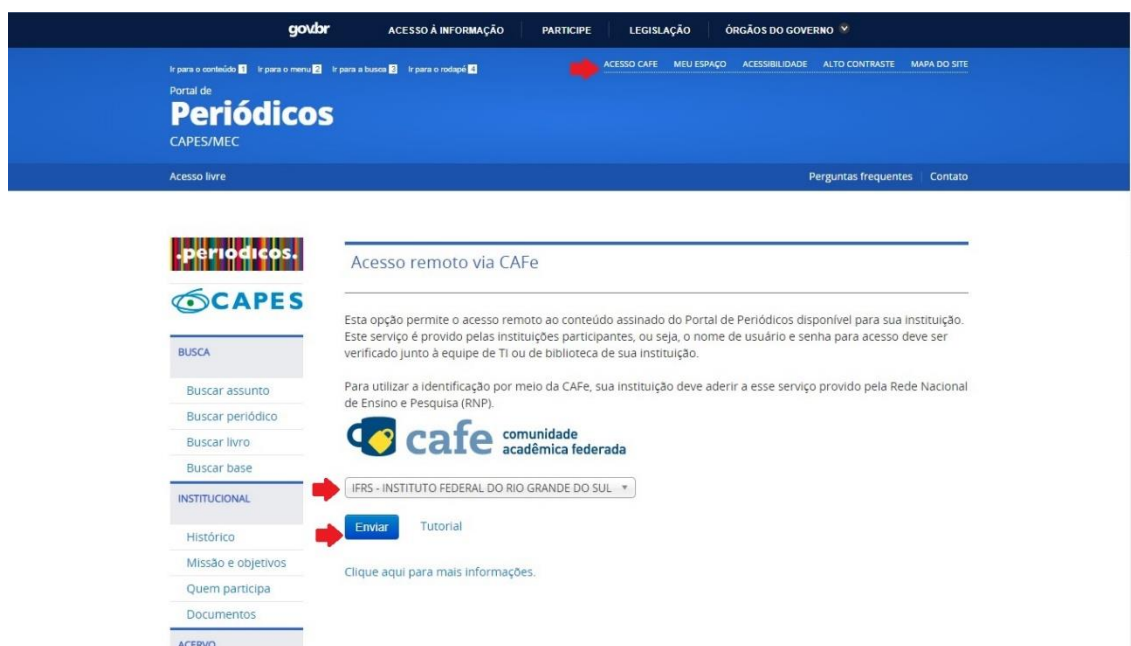 gov.br ACESSO À INFORMAÇÃO PARTICIPE LEGISLAÇÃO ÓRGÃOS DO GOVERNO
Ir para o conteúdo 1 Ir para o menu 2 Ir para a busca 3 Ir para o rodapé 4 ACESSO CAFE MEU ESPAÇO ACESSIBILIDADE ALTO CONTRASTE MAPA DO SITE
Portal de
Periódicos
CAPES/MEC
Acesso livre Perguntas frequentes Contato
.periodicos.
CAPES
BUSCA
Buscar assunto
Buscar periódico
Buscar livro
Buscar base
INSTITUCIONAL
Histórico
Missão e objetivos
Quem participa
Documentos
ACERVO
Acesso remoto via CAFe
Esta opção permite o acesso remoto ao conteúdo assinado do Portal de Periódicos disponível para sua instituição.
Este serviço é provido pelas instituições participantes, ou seja, o nome de usuário e senha para acesso deve ser
verificado junto à equipe de TI ou de biblioteca de sua instituição.
Para utilizar a identificação por meio da CAFe, sua instituição deve aderir a esse serviço provido pela Rede Nacional
de Ensino e Pesquisa (RNP).
cafe comunidade
acadêmica federada
IFRS - INSTITUTO FEDERAL DO RIO GRANDE DO SUL
Enviar Tutorial
Clique aqui para mais informações.